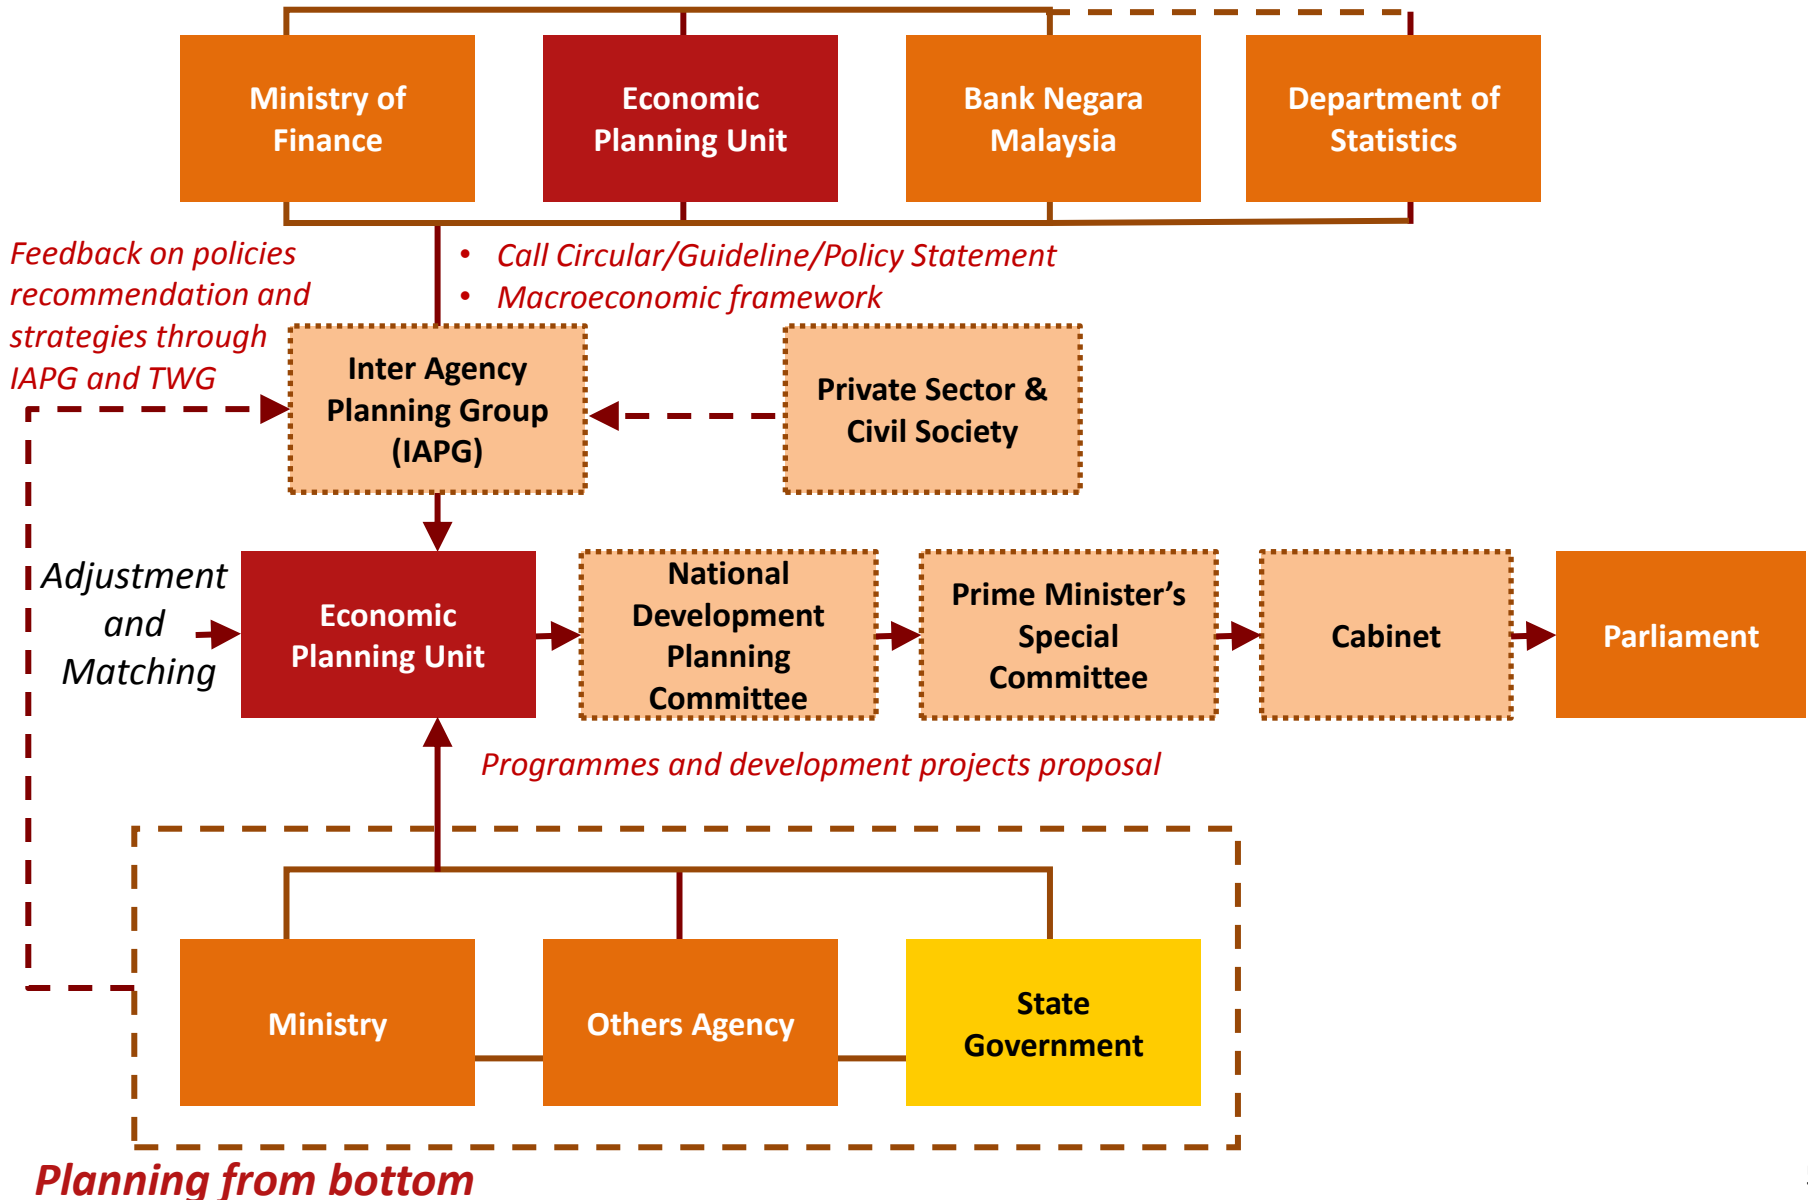 Ministry of
Finance
Economic
Planning Unit
Bank Negara
Malaysia
Department of
Statistics
Feedback on policies
recommendation and
strategies through
IAPG and TWG
• Call Circular/Guideline/Policy Statement
• Macroeconomic framework
Inter Agency
Planning Group
(IAPG)
Private Sector &
Civil Society
Adjustment
and
Matching
Economic
Planning Unit
National
Development
Planning
Committee
Prime Minister’s
Special
Committee
Cabinet
Parliament
Programmes and development projects proposal
Ministry
Others Agency
State
Government
Planning from bottom